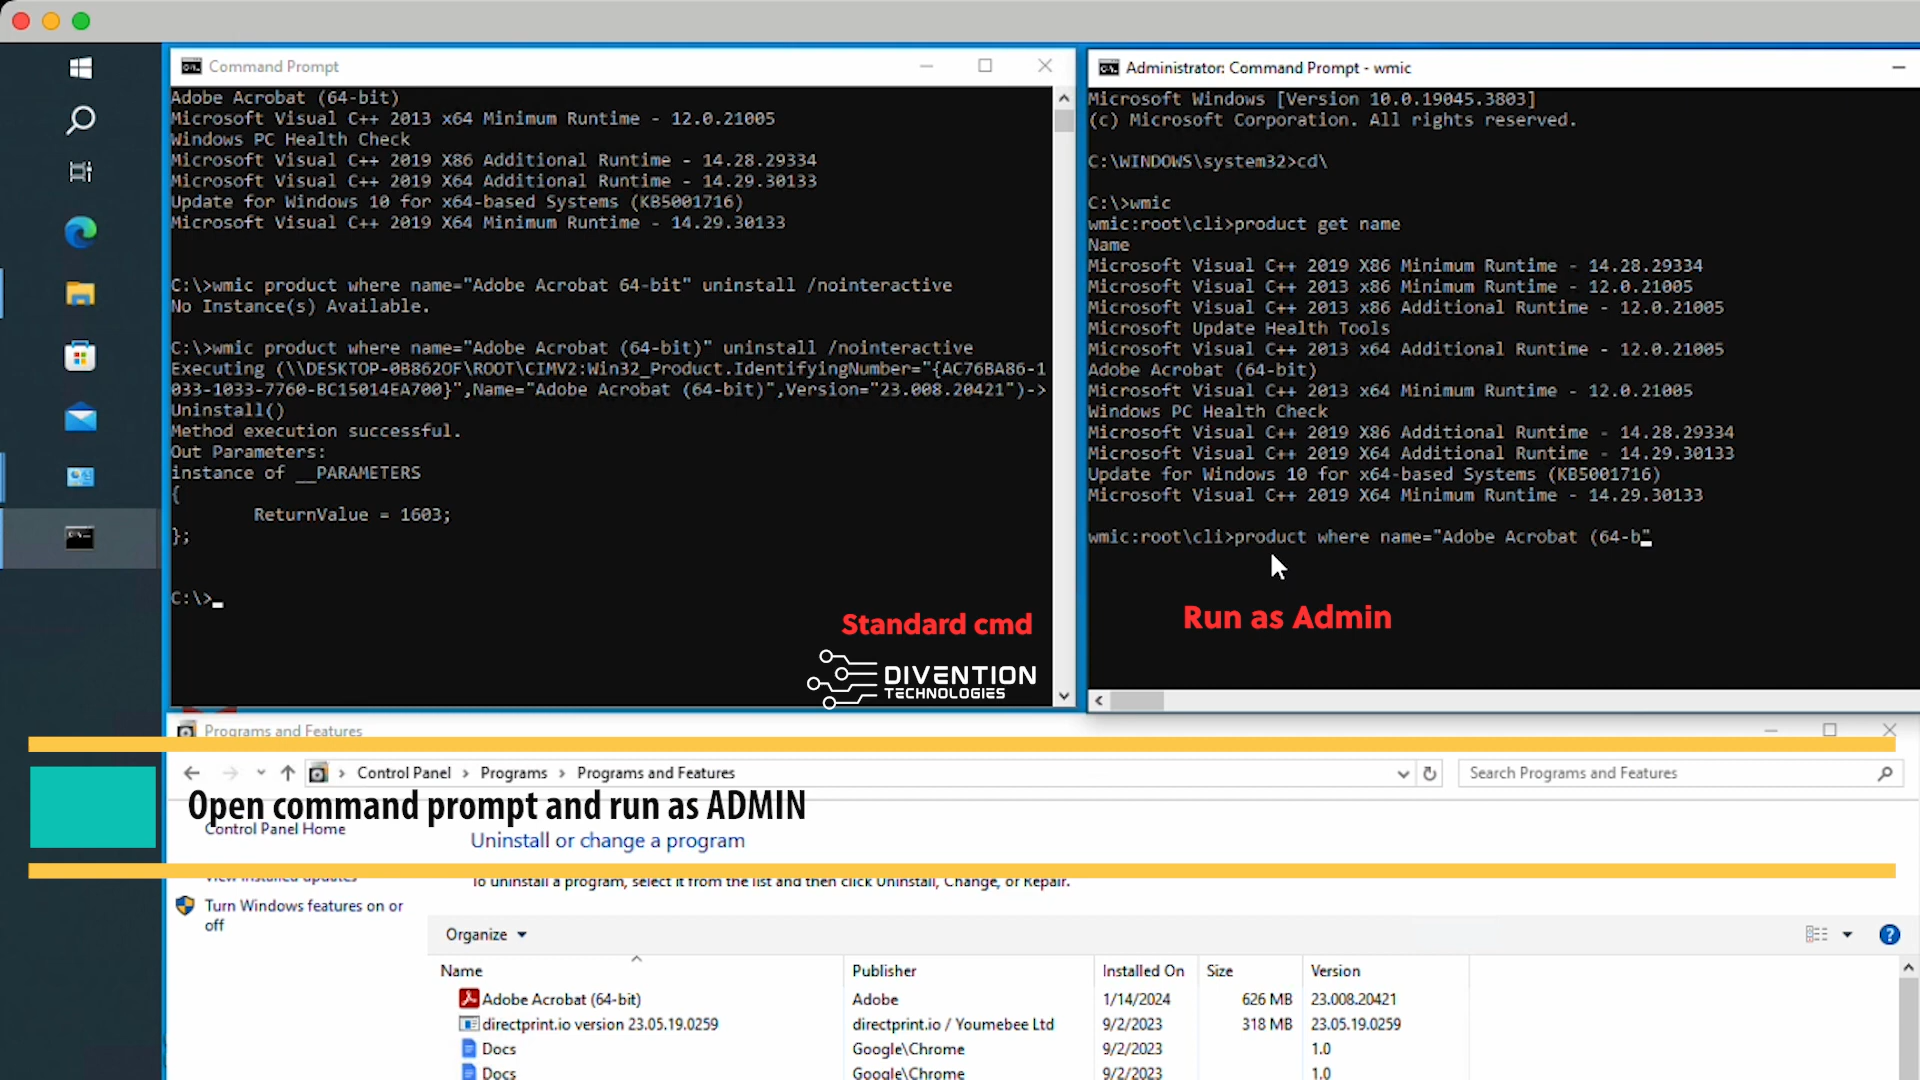 Command Prompt
Adobe Acrobat (64-bit)
Microsoft Visual C++ 2013 x64 Minimum Runtime - 12.0.21005
Windows PC Health Check
Microsoft Visual C++ 2019 X86 Additional Runtime - 14.28.29334
Microsoft Visual C++ 2019 X64 Additional Runtime - 14.29.30133
Update for Windows 10 for x64-based Systems (KB5001716)
Microsoft Visual C++ 2019 X64 Minimum Runtime - 14.29.30133
C:\>wmic product where name="Adobe Acrobat 64-bit" uninstall /nointeractive
No Instance(s) Available.
C:\>wmic product where name="Adobe Acrobat (64-bit)" uninstall /nointeractive
Executing (\\DESKTOP-0B862OF\ROOT\CIMV2:Win32_Product.IdentifyingNumber="{AC76BA86-1
033-1033-7760-BC15014EA700}",Name="Adobe Acrobat (64-bit)",Version="23.008.20421")->
Uninstall()
Method execution successful.
Out Parameters:
instance of __PARAMETERS
{
ReturnValue = 1603;
};
C:\>_
Standard cmd
DIVENTION
TECHNOLOGIES
Administrator: Command Prompt - wmic
Microsoft Windows [Version 10.0.19045.3803]
(c) Microsoft Corporation. All rights reserved.
C:\WINDOWS\system32>cd\
C:\>wmic
wmic:root\cli>product get name
Name
Microsoft Visual C++ 2019 X86 Minimum Runtime - 14.28.29334
Microsoft Visual C++ 2013 x86 Minimum Runtime - 12.0.21005
Microsoft Visual C++ 2013 x86 Additional Runtime - 12.0.21005
Microsoft Update Health Tools
Microsoft Visual C++ 2013 x64 Additional Runtime - 12.0.21005
Adobe Acrobat (64-bit)
Microsoft Visual C++ 2013 x64 Minimum Runtime - 12.0.21005
Windows PC Health Check
Microsoft Visual C++ 2019 X86 Additional Runtime - 14.28.29334
Microsoft Visual C++ 2019 X64 Additional Runtime - 14.29.30133
Update for Windows 10 for x64-based Systems (KB5001716)
Microsoft Visual C++ 2019 X64 Minimum Runtime - 14.29.30133
wmic:root\cli>product where name="Adobe Acrobat (64-b"
Run as Admin
Programs and Features
Control Panel > Programs > Programs and Features
Search Programs and Features
Open command prompt and run as ADMIN
Control Panel Home
Uninstall or change a program
View installed updates
To uninstall a program, select it from the list and then click Uninstall, Change, or Repair.
Turn Windows features on or
off
Organize
Name Publisher Installed On Size Version
Adobe Acrobat (64-bit) Adobe 1/14/2024 626 MB 23.008.20421
directprint.io version 23.05.19.0259 directprint.io / Youmebee Ltd 9/2/2023 318 MB 23.05.19.0259
Docs Google\Chrome 9/2/2023 1.0
Docs Google\Chrome 9/2/2023 1.0